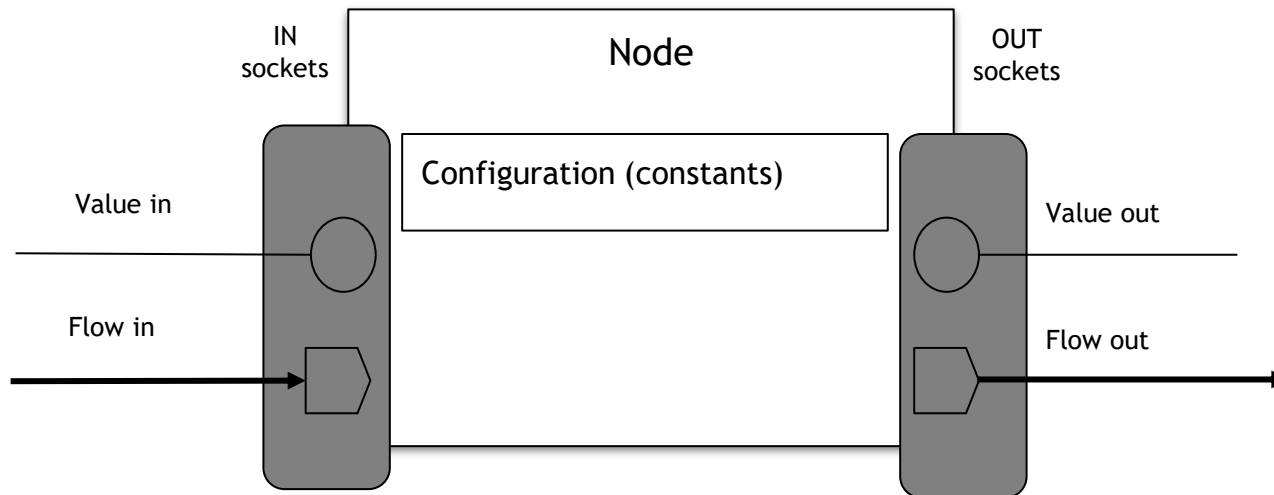 IN
sockets
Node
OUT
sockets
Configuration (constants)
Value in
Value out
Flow in
Flow out